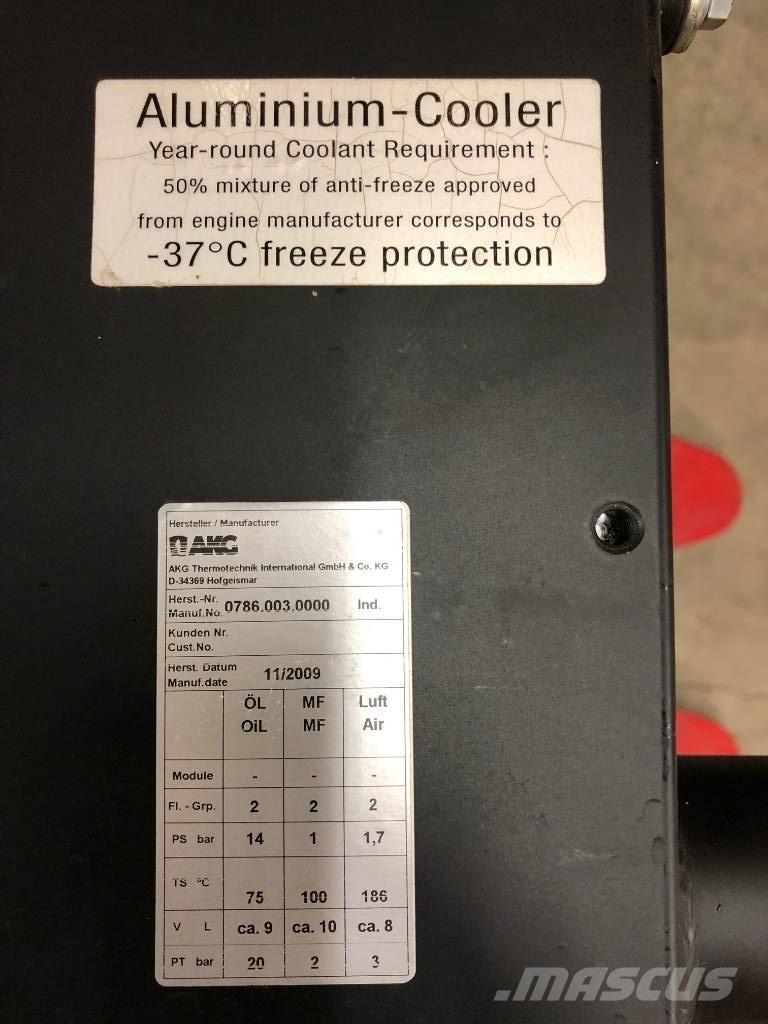 Aluminium-Cooler
Year-round Coolant Requirement :
50% mixture of anti-freeze approved
from engine manufacturer corresponds to
-37°C freeze protection
Hersteller / Manufacturer
AKG
AKG Thermotechnik International GmbH & Co. KG
D-34369 Hofgeismar
Herst.-Nr.
Manuf.No. 0786.003.0000 Ind.
Kunden Nr.
Cust.No.
Herst. Datum
Manuf.date 11/2009
ÖL MF Luft
OiL MF Air
Module - - -
Fl. - Grp. 2 2 2
PS bar 14 1 1,7
TS °C 75 100 186
V L ca. 9 ca. 10 ca. 8
PT bar 20 2 3
MASCUS